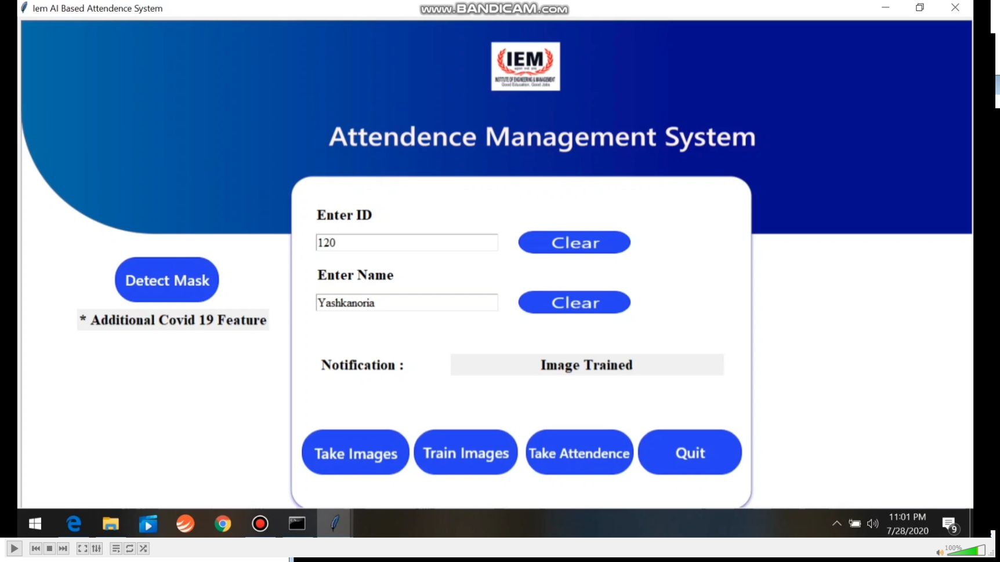 Iem AI Based Attendence System
www.BANDICAM.com
IEM
INSTITUTE OF ENGINEERING & MANAGEMENT
Good Education, Good Jobs
Attendence Management System
Enter ID
120
Clear
Detect Mask
Enter Name
Yashkanoria
Clear
* Additional Covid 19 Feature
Notification :
Image Trained
Take Images
Train Images
Take Attendence
Quit
11:01 PM
7/28/2020
9
100%